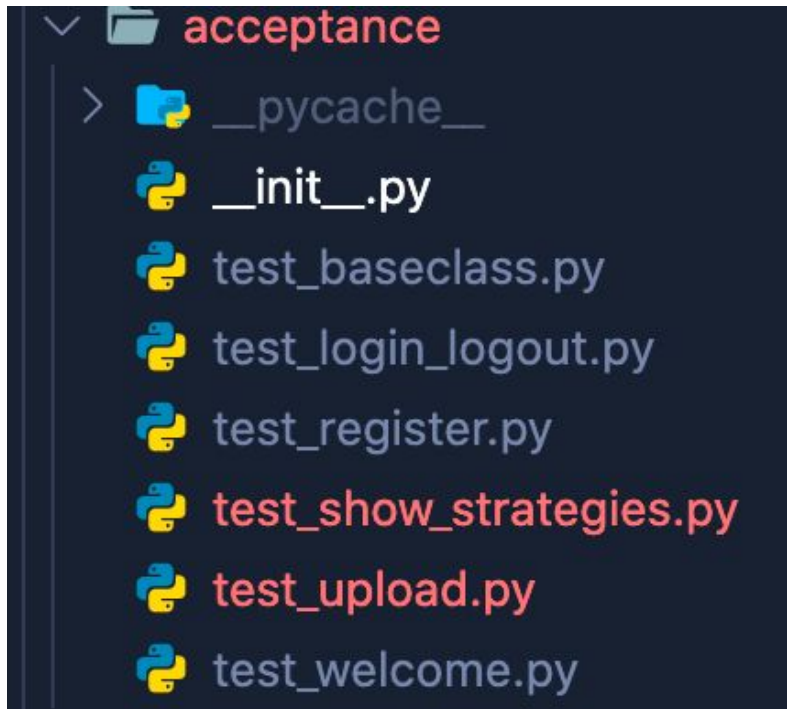 acceptance
__pycache__
__init__.py
test_baseclass.py
test_login_logout.py
test_register.py
test_show_strategies.py
test_upload.py
test_welcome.py